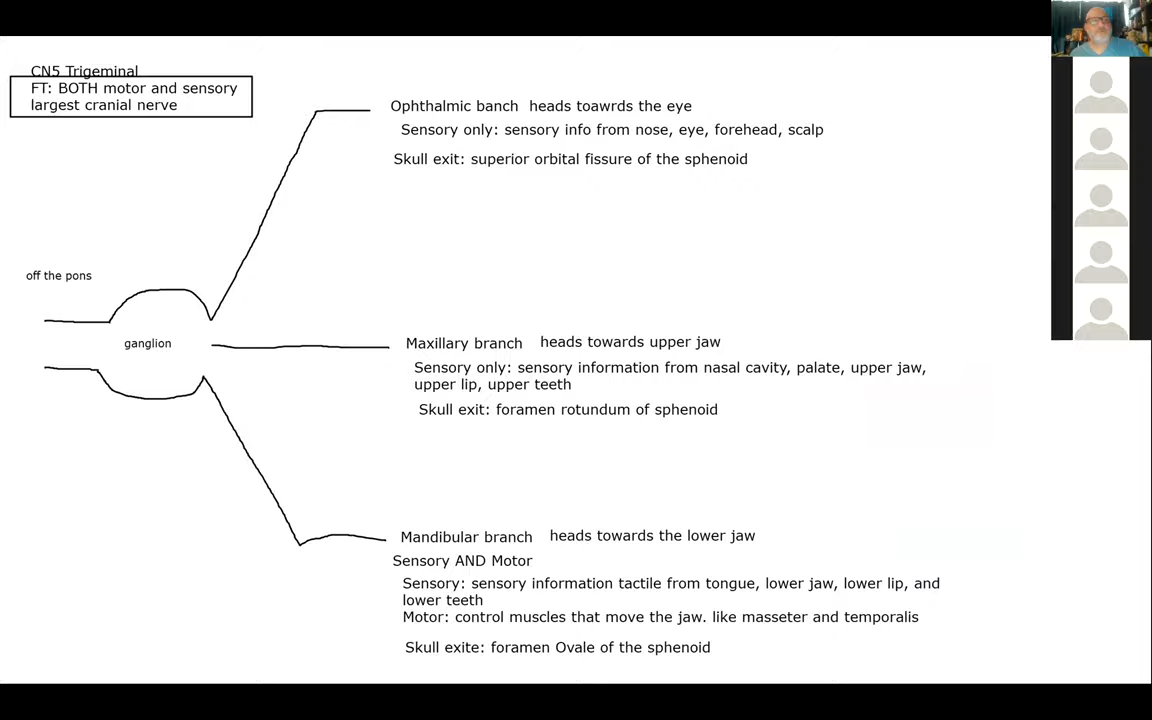 CN5 Trigeminal
FT: BOTH motor and sensory
largest cranial nerve
Ophthalmic banch heads toawrds the eye
Sensory only: sensory info from nose, eye, forehead, scalp
Skull exit: superior orbital fissure of the sphenoid
off the pons
ganglion
Maxillary branch heads towards upper jaw
Sensory only: sensory information from nasal cavity, palate, upper jaw,
upper lip, upper teeth
Skull exit: foramen rotundum of sphenoid
Mandibular branch heads towards the lower jaw
Sensory AND Motor
Sensory: sensory information tactile from tongue, lower jaw, lower lip, and
lower teeth
Motor: control muscles that move the jaw. like masseter and temporalis
Skull exite: foramen Ovale of the sphenoid